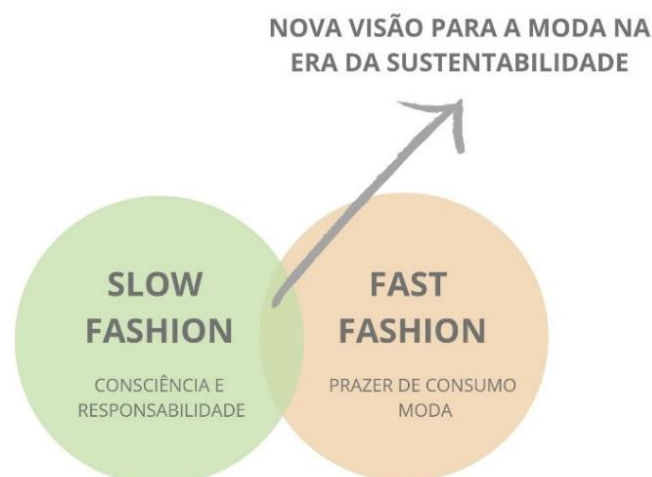 NOVA VISÃO PARA A MODA NA
ERA DA SUSTENTABILIDADE
SLOW
FASHION
CONSCIÊNCIA E
RESPONSABILIDADE
FAST
FASHION
PRAZER DE CONSUMO
MODA